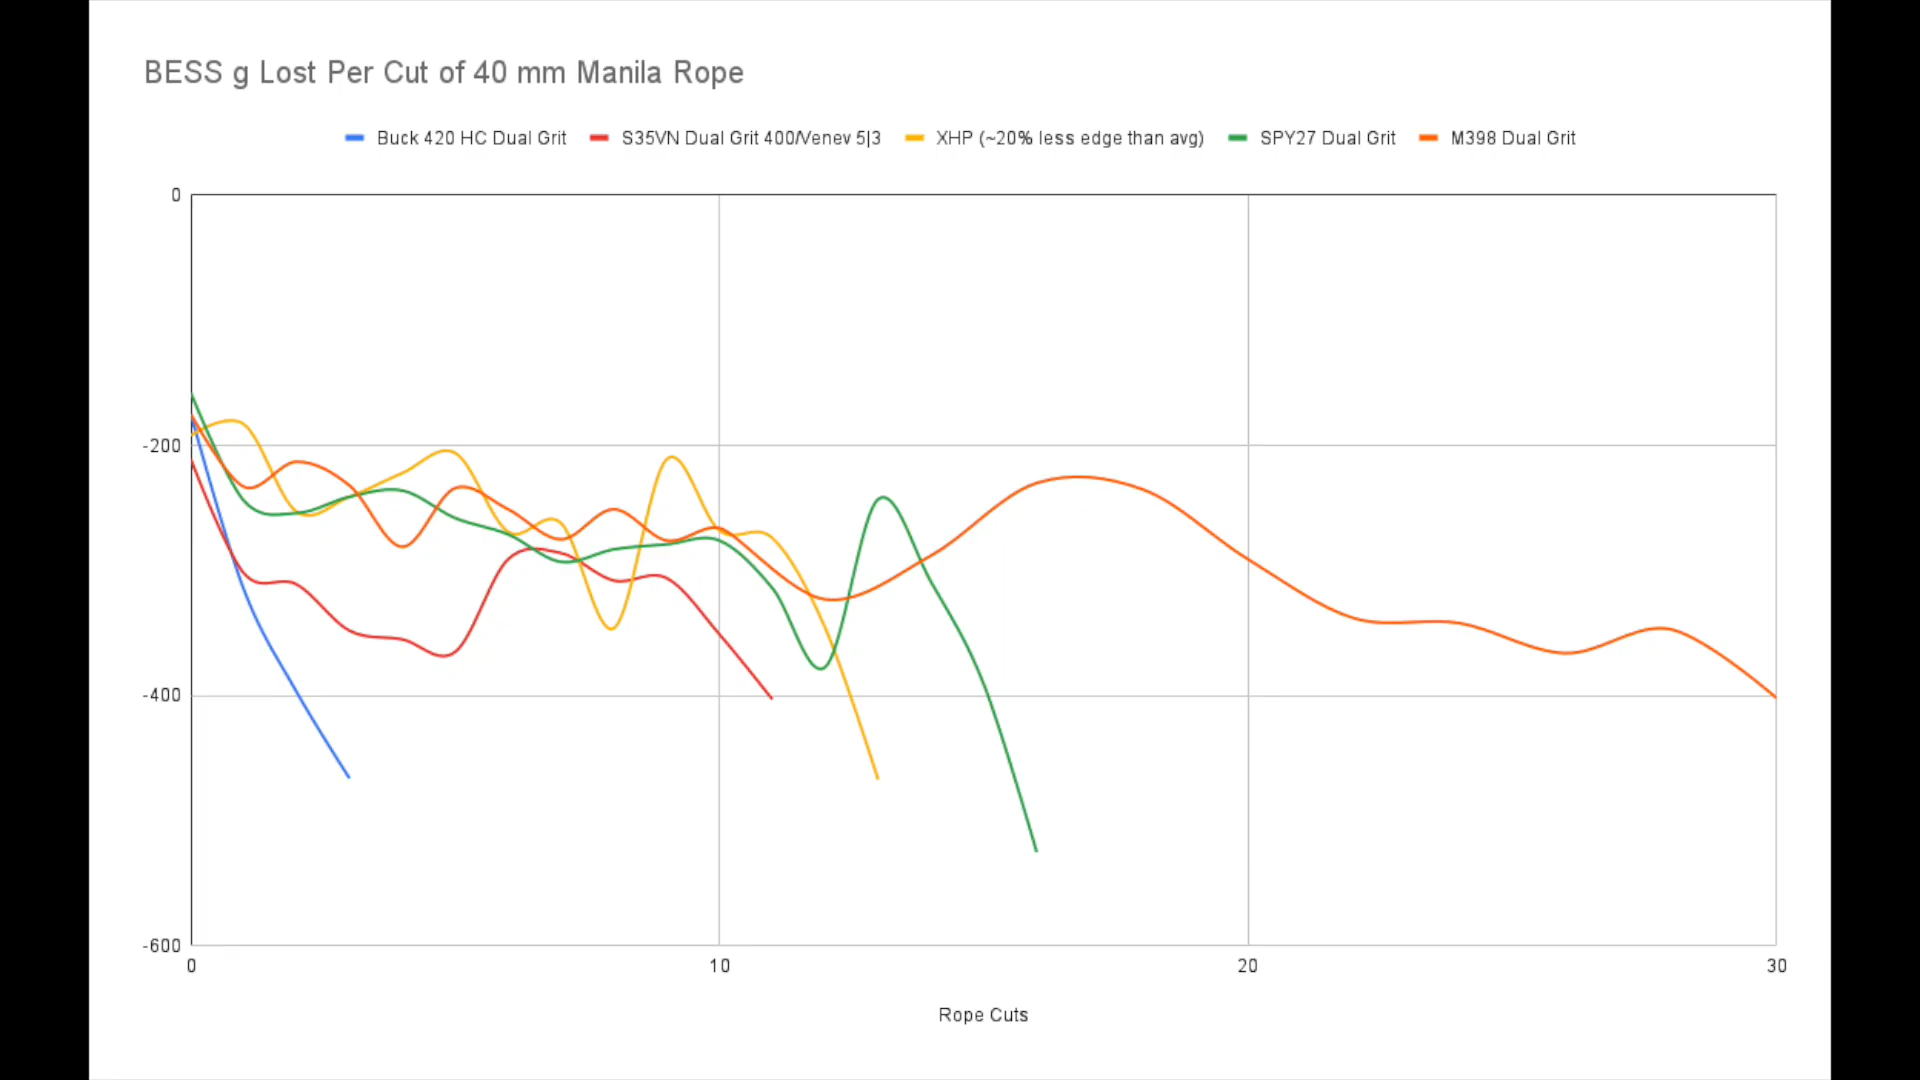 BESS g Lost Per Cut of 40 mm Manila Rope
Buck 420 HC Dual Grit S35VN Dual Grit 400/Venev 5|3 XHP (~20% less edge than avg) SPY27 Dual Grit M398 Dual Grit
0
-200
-400
-600
0 10 20 30
Rope Cuts